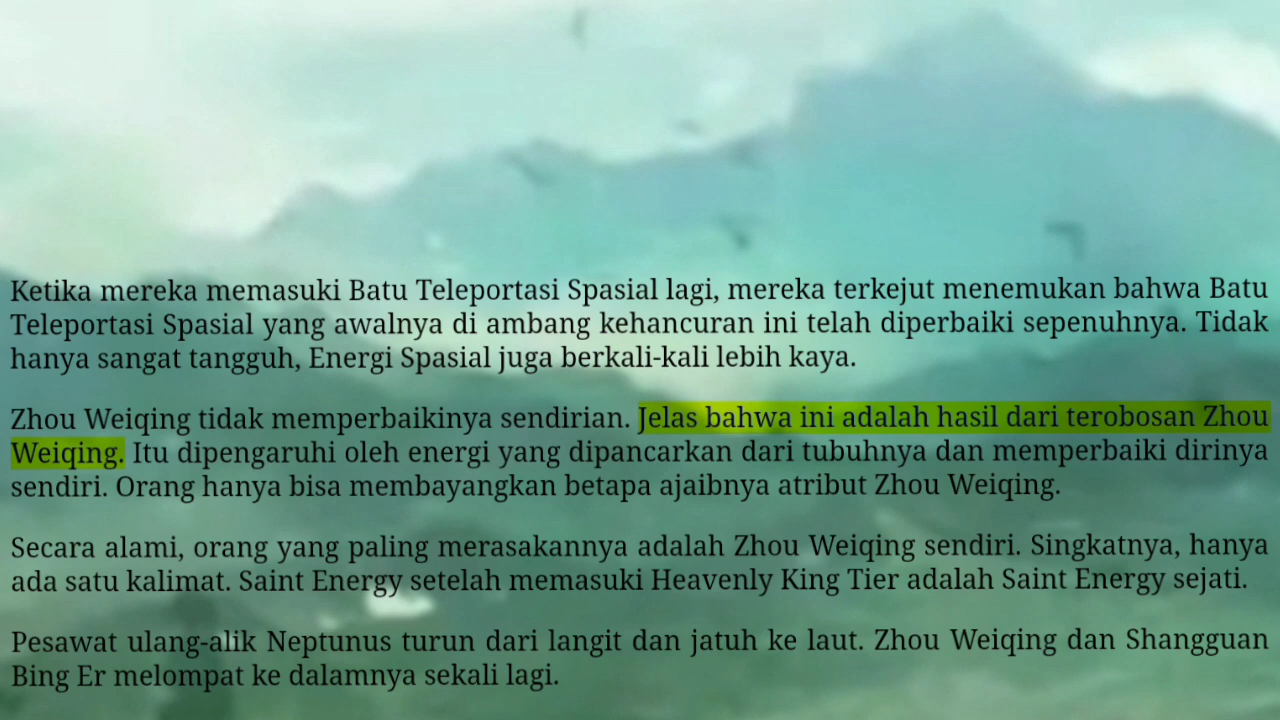 Ketika mereka memasuki Batu Teleportasi Spasial lagi, mereka terkejut menemukan bahwa Batu
Teleportasi Spasial yang awalnya di ambang kehancuran ini telah diperbaiki sepenuhnya. Tidak
hanya sangat tangguh, Energi Spasial juga berkali-kali lebih kaya.
Zhou Weiqing tidak memperbaikinya sendirian. Jelas bahwa ini adalah hasil dari terobosan Zhou
Weiqing. Itu dipengaruhi oleh energi yang dipancarkan dari tubuhnya dan memperbaiki dirinya
sendiri. Orang hanya bisa membayangkan betapa ajaibnya atribut Zhou Weiqing.
Secara alami, orang yang paling merasakannya adalah Zhou Weiqing sendiri. Singkatnya, hanya
ada satu kalimat. Saint Energy setelah memasuki Heavenly King Tier adalah Saint Energy sejati.
Pesawat ulang-alik Neptunus turun dari langit dan jatuh ke laut. Zhou Weiqing dan Shangguan
Bing Er melompat ke dalamnya sekali lagi.